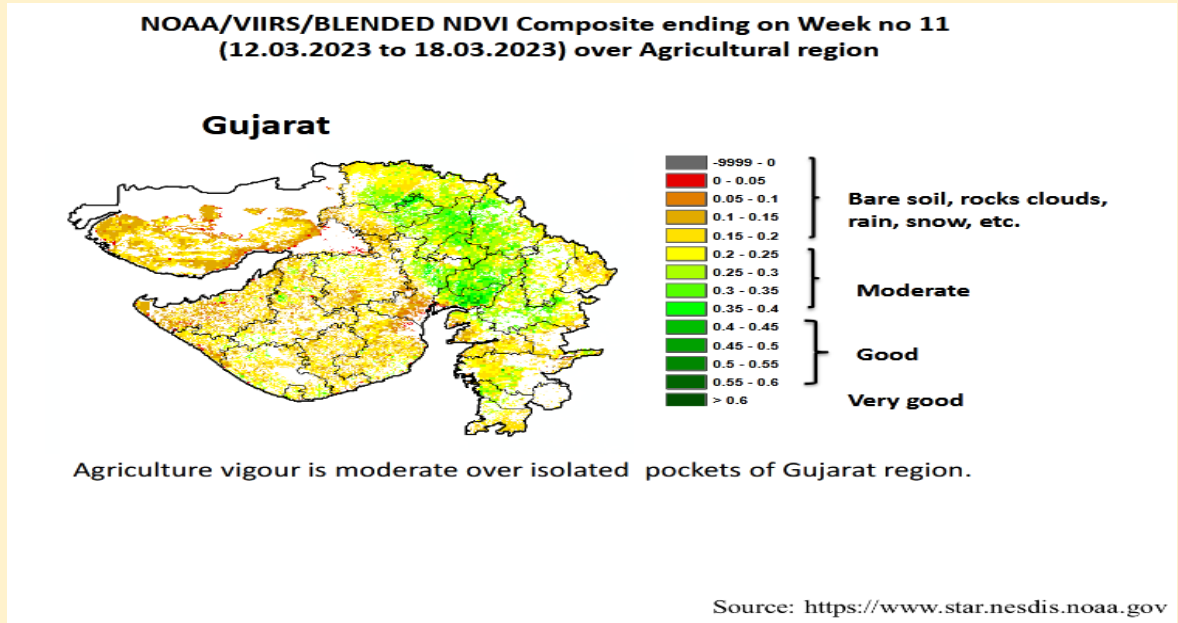 NOAA/VIIRS/BLENDED NDVI Composite ending on Week no 11
(12.03.2023 to 18.03.2023) over Agricultural region
Gujarat
-9999 - 0
0 - 0.05
0.05 - 0.1
0.1 - 0.15
0.15 - 0.2
0.2 - 0.25
0.25 - 0.3
0.3 - 0.35
0.35 - 0.4
0.4 - 0.45
0.45 - 0.5
0.5 - 0.55
0.55 - 0.6
> 0.6
Bare soil, rocks clouds,
rain, snow, etc.
Moderate
Good
Very good
Agriculture vigour is moderate over isolated pockets of Gujarat region.
Source: https://www.star.nesdis.noaa.gov